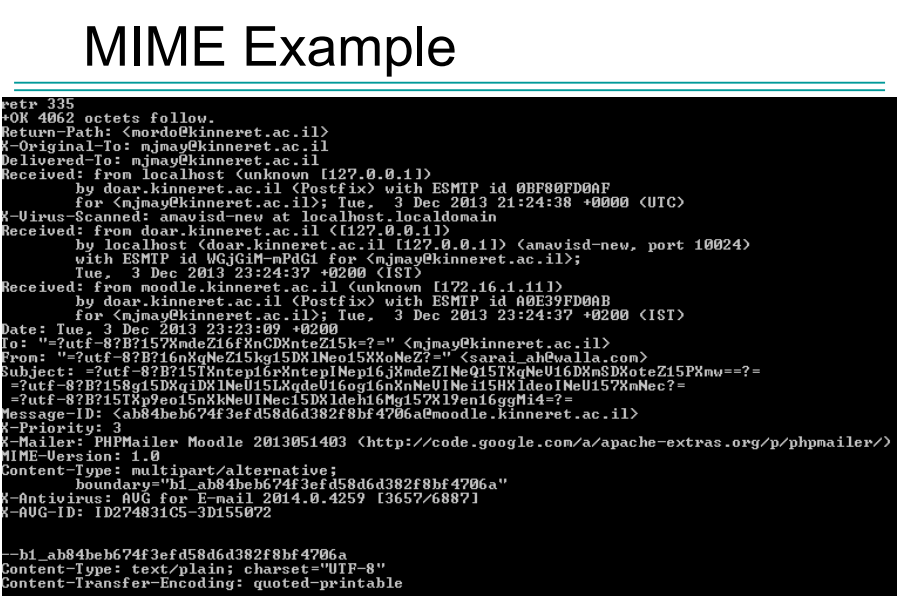 MIME Example
retr 335
+OK 4062 octets follow.
Return-Path: <mordo@kinneret.ac.il>
X-Original-To: mjmay@kinneret.ac.il
Delivered-To: mjmay@kinneret.ac.il
Received: from localhost (unknown [127.0.0.1])
by doar.kinneret.ac.il (Postfix) with ESMTP id 0BF80FD0AF
for <mjmay@kinneret.ac.il>; Tue,  3 Dec 2013 21:24:38 +0000 (UTC)
X-Virus-Scanned: amavisd-new at localhost.localdomain
Received: from doar.kinneret.ac.il ([127.0.0.1])
by localhost (doar.kinneret.ac.il [127.0.0.1]) (amavisd-new, port 10024)
with ESMTP id WGjGiM-mPdG1 for <mjmay@kinneret.ac.il>;
Tue,  3 Dec 2013 23:24:37 +0200 (IST)
Received: from moodle.kinneret.ac.il (unknown [172.16.1.11])
by doar.kinneret.ac.il (Postfix) with ESMTP id A0E39FD0AB
for <mjmay@kinneret.ac.il>; Tue,  3 Dec 2013 23:24:37 +0200 (IST)
Date: Tue, 3 Dec 2013 23:23:09 +0200
To: "=?utf-8?B?157XmdeZ16fXnCDXnteZ15k=?=" <mjmay@kinneret.ac.il>
From: "=?utf-8?B?16nXqNeZ15kg15DXlNeo15XXoNeZ?=" <sarai_ah@walla.com>
Subject: =?utf-8?B?15TXntep16rXntepINep16jXmdeZINeQ15TXqNeV16DXmSDXoteZ15PXmw==?=
=?utf-8?B?158g15DXqiDXlNeU15LXqdeV16og16nXnNeVINei15HXldeoINeU157XmNec?=
=?utf-8?B?15TXp9eo15nXkNeUINec15DXldeh16Mg157Xl9en16ggMi4=?=
Message-ID: <ab84beb674f3efd58d6d382f8bf4706a@moodle.kinneret.ac.il>
X-Priority: 3
X-Mailer: PHPMailer Moodle 2013051403 (http://code.google.com/a/apache-extras.org/p/phpmailer/)
MIME-Version: 1.0
Content-Type: multipart/alternative;
boundary="b1_ab84beb674f3efd58d6d382f8bf4706a"
X-Antivirus: AVG for E-mail 2014.0.4259 [3657/6887]
X-AVG-ID: ID274831C5-3D155072
--b1_ab84beb674f3efd58d6d382f8bf4706a
Content-Type: text/plain; charset="UTF-8"
Content-Transfer-Encoding: quoted-printable